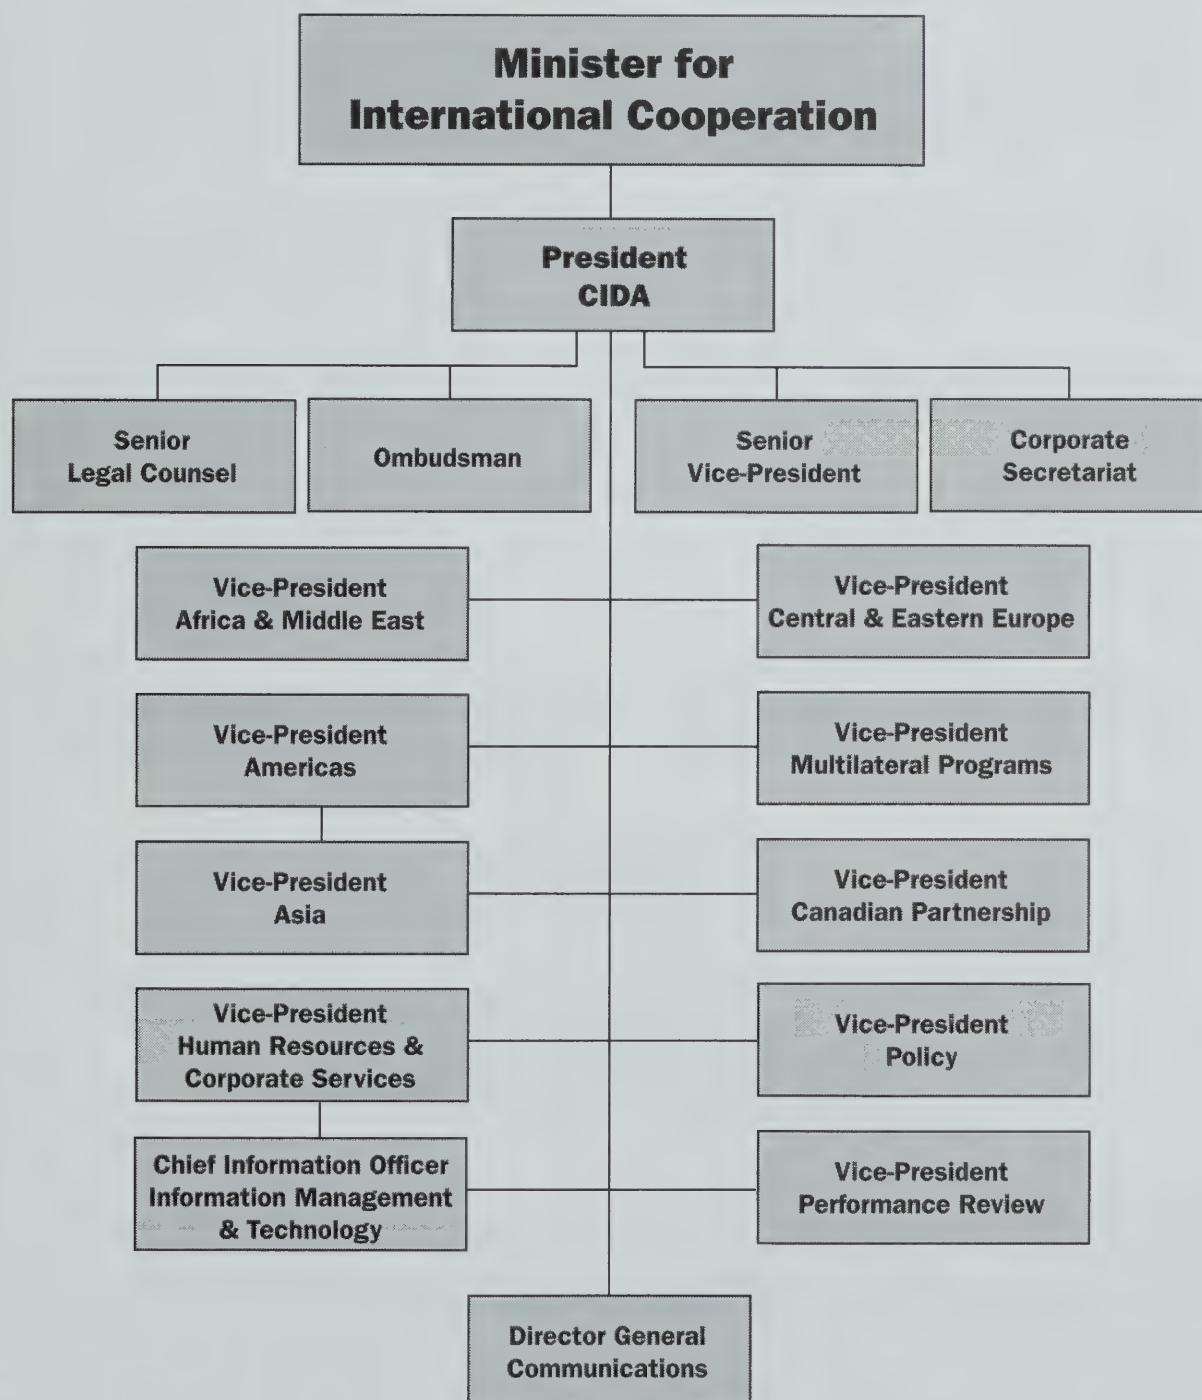 Minister for
International Cooperation
President
CIDA
Senior
Legal Counsel
Ombudsman
Senior
Vice-President
Corporate
Secretariat
Vice-President
Africa & Middle East
Vice-President
Central & Eastern Europe
Vice-President
Americas
Vice-President
Multilateral Programs
Vice-President
Asia
Vice-President
Canadian Partnership
Vice-President
Human Resources &
Corporate Services
Vice-President
Policy
Chief Information Officer
Information Management
& Technology
Vice-President
Performance Review
Director General
Communications